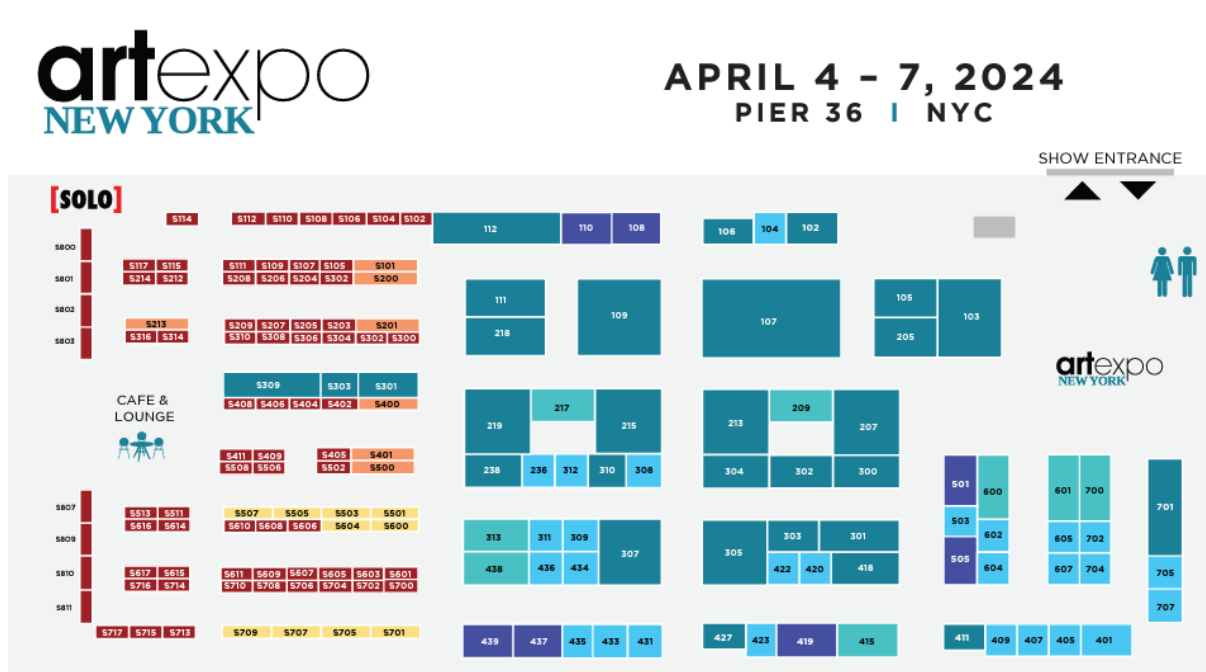 artexpo
NEW YORK
APRIL 4 – 7, 2024
PIER 36 | NYC
SHOW ENTRANCE
[SOLO]
S114 S112 S110 S108 S106 S104 S102 112 110 108 106 104 102
S800
S117 S115 S111 S109 S107 S105 S101
S801 S214 S212 S208 S206 S204 S302 S200
111 109 107 105 103
S802
S213 S209 S207 S205 S203 S201
S316 S314 S310 S308 S306 S304 S302 S300 218 205
S803
artexpo
NEW YORK
S309 S303 S301
CAFE &
LOUNGE
S408 S406 S404 S402 S400 217 209
219 215 213 207
S411 S409 S405 S401
S508 S506 S502 S500 238 236 312 310 308 304 302 300
501 600 601 700
S807 S513 S511 S507 S505 S503 S501 701
S616 S614 S610 S608 S606 S604 S600 503
S809 313 311 309 307 305 303 301 602 605 702
S810 S617 S615 S611 S609 S607 S605 S603 S601 438 436 434 422 420 418 505 604 607 704 705
S716 S714 S710 S708 S706 S704 S702 S700
S811 707
S717 S715 S713 S709 S707 S705 S701 439 437 435 433 431 427 423 419 415 411 409 407 405 401